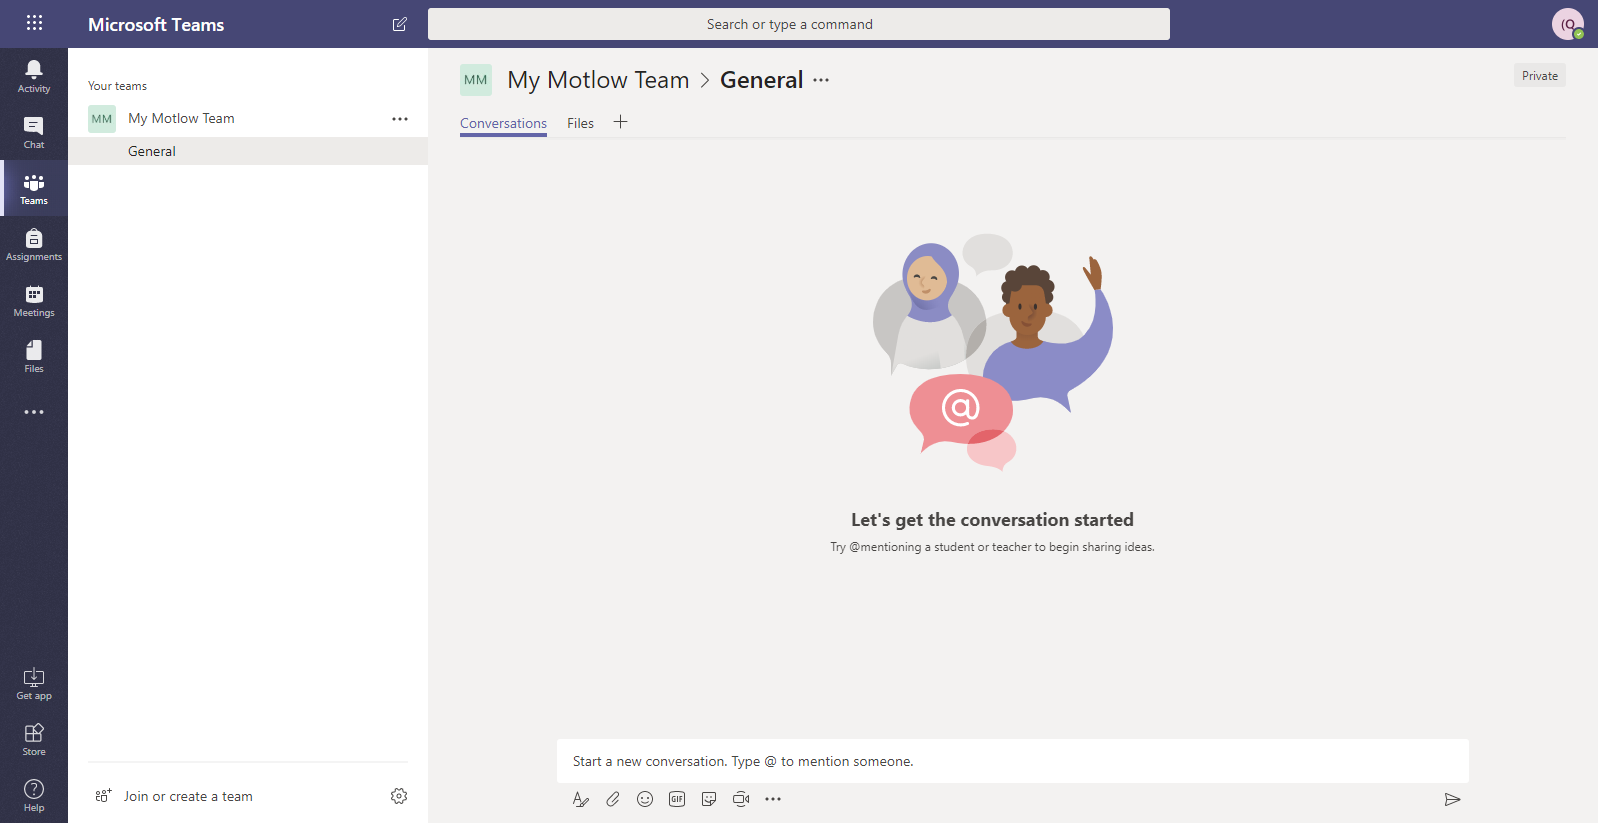 Microsoft Teams
Search or type a command
(O
Activity
Chat
Teams
Assignments
Meetings
Files
Get app
Store
Help
Your teams
MM My Motlow Team
General
Join or create a team
MM My Motlow Team > General
Private
Conversations Files
@
Let's get the conversation started
Try @mentioning a student or teacher to begin sharing ideas.
Start a new conversation. Type @ to mention someone.
GIF